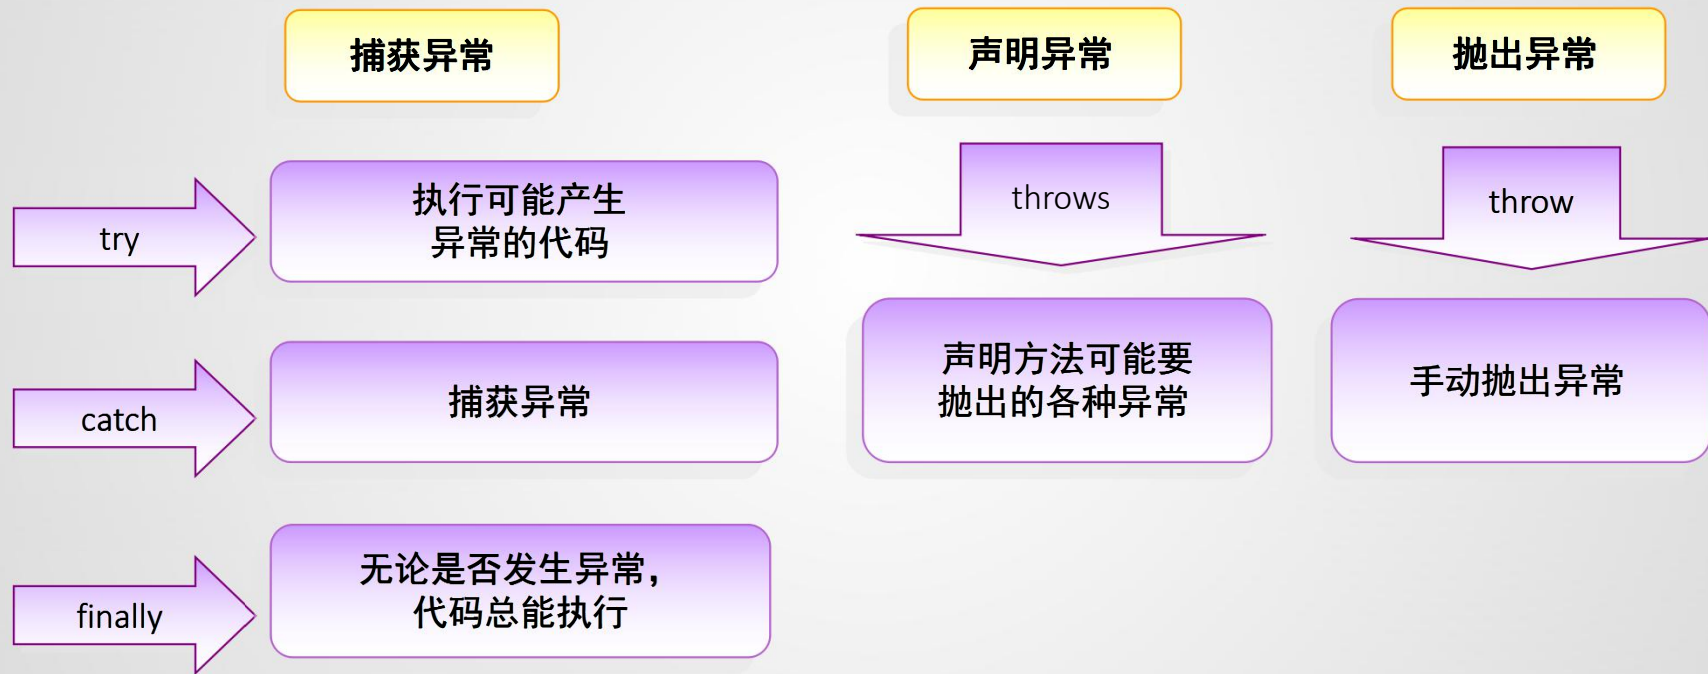 捕获异常
声明异常
抛出异常
try
执行可能产生
异常的代码
throws
throw
catch
捕获异常
声明方法可能要
抛出的各种异常
手动抛出异常
finally
无论是否发生异常，
代码总能执行